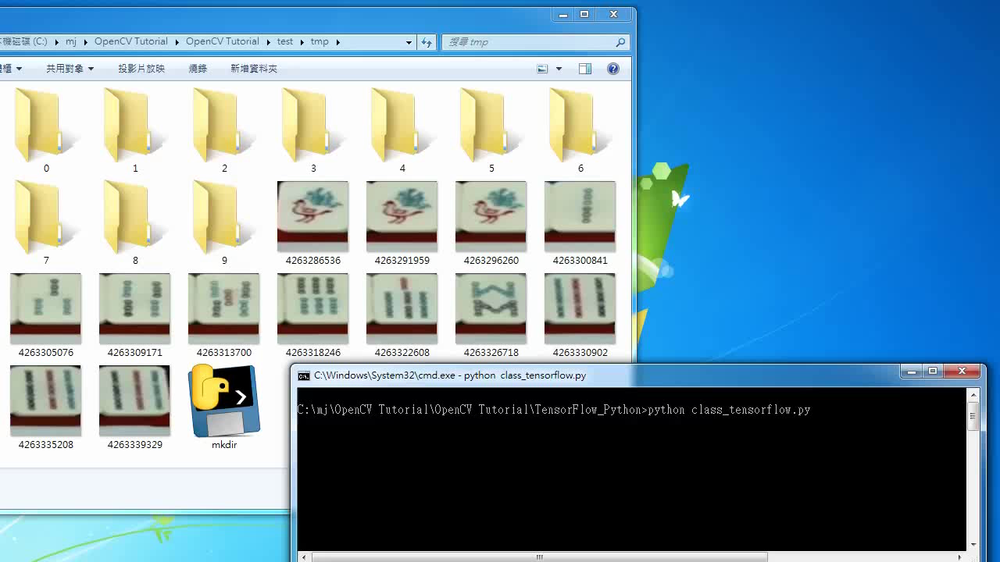 本機磁碟 (C:) mj OpenCV Tutorial OpenCV Tutorial test tmp
搜尋 tmp
共用對象 投影片放映 燒錄 新增資料夾
0 1 2 3 4 5 6
7 8 9 4263286536 4263291959 4263296260 4263300841
4263305076 4263309171 4263313700 4263318246 4263322608 4263326718 4263330902
4263335208 4263339329 mkdir
C:\Windows\System32\cmd.exe - python class_tensorflow.py
C:\mj\OpenCV Tutorial\OpenCV Tutorial\TensorFlow_Python>python class_tensorflow.py